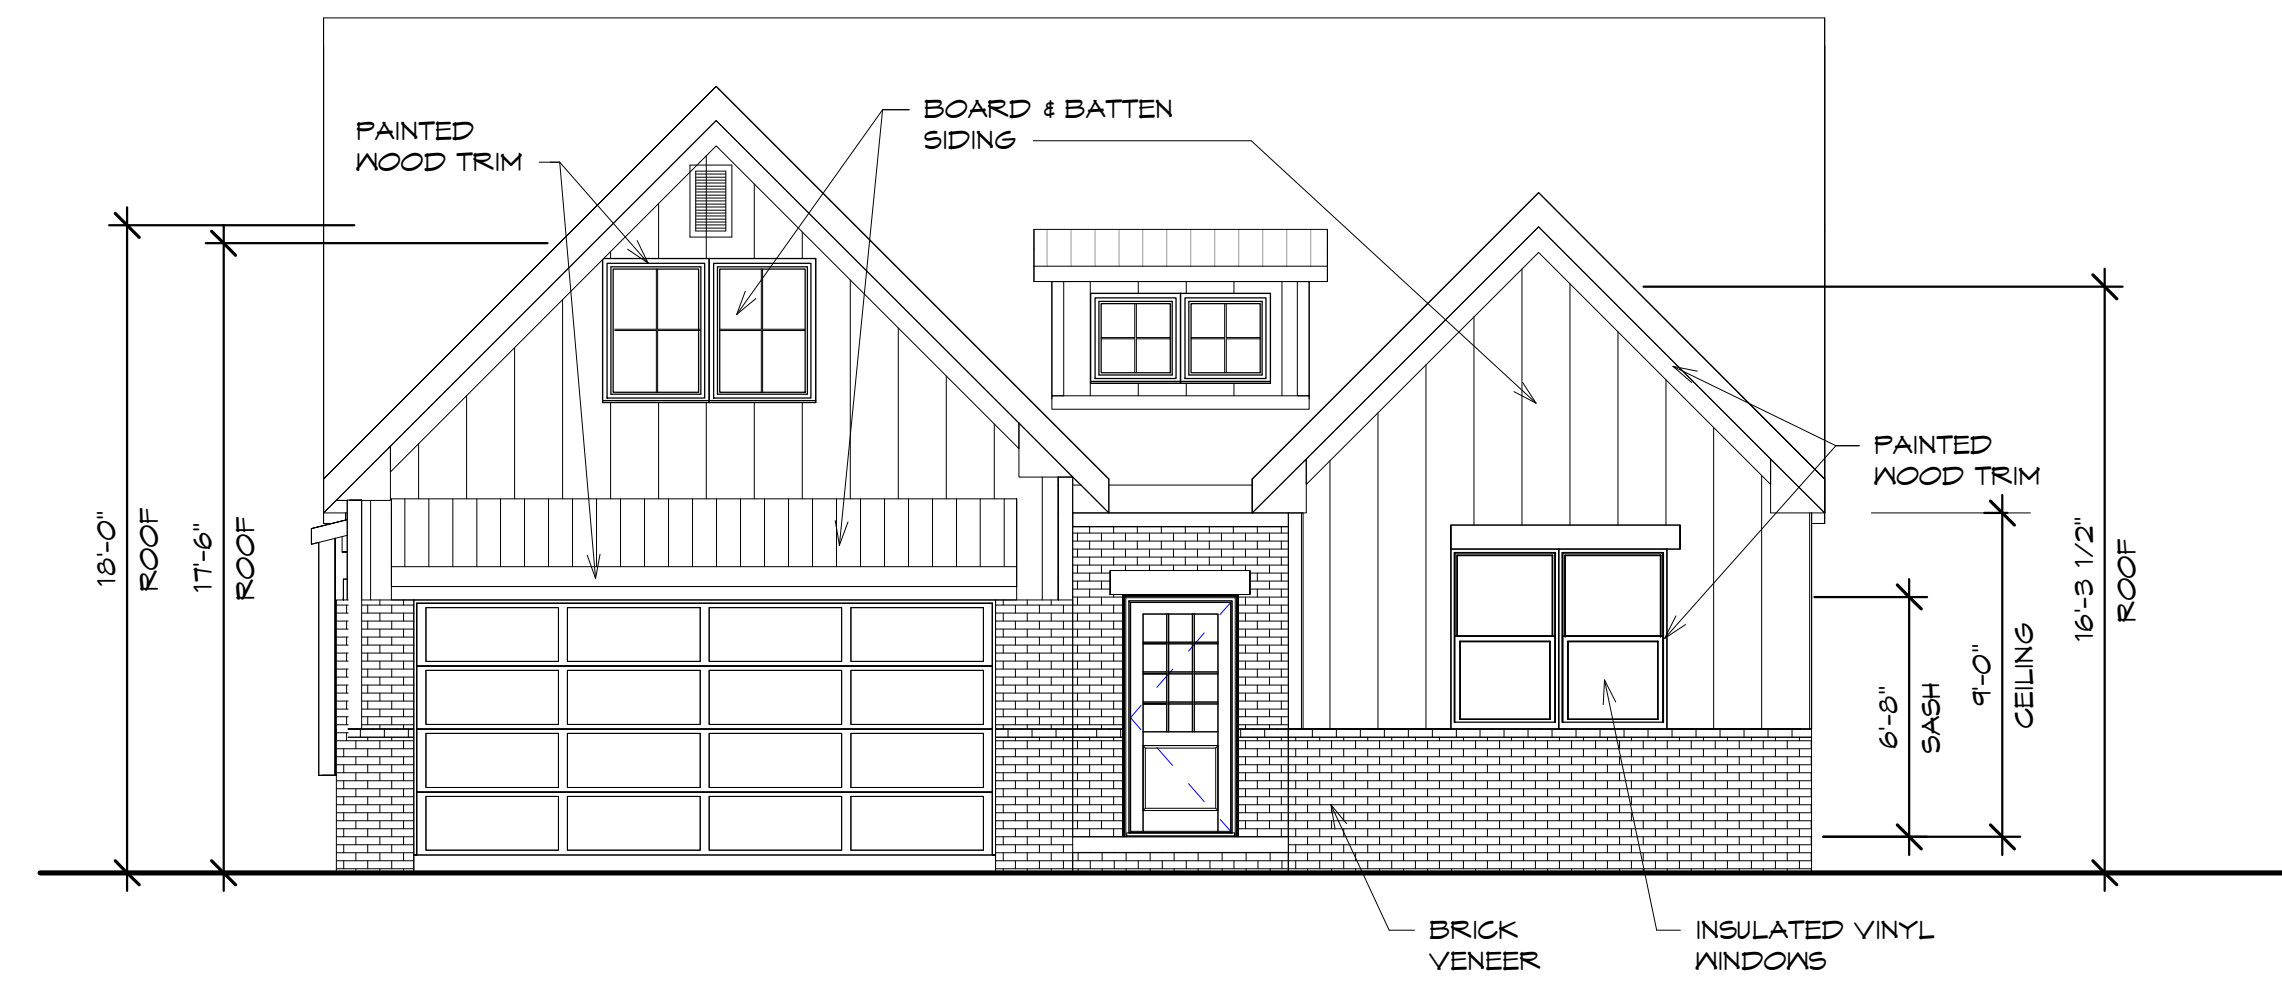 PAINTED
WOOD TRIM
BOARD & BATTEN
SIDING
18'-0"
ROOF
17'-6"
ROOF
PAINTED
WOOD TRIM
6'-8"
SASH
9'-0"
CEILING
16'-3 1/2"
ROOF
BRICK
VENEER
INSULATED VINYL
WINDOWS